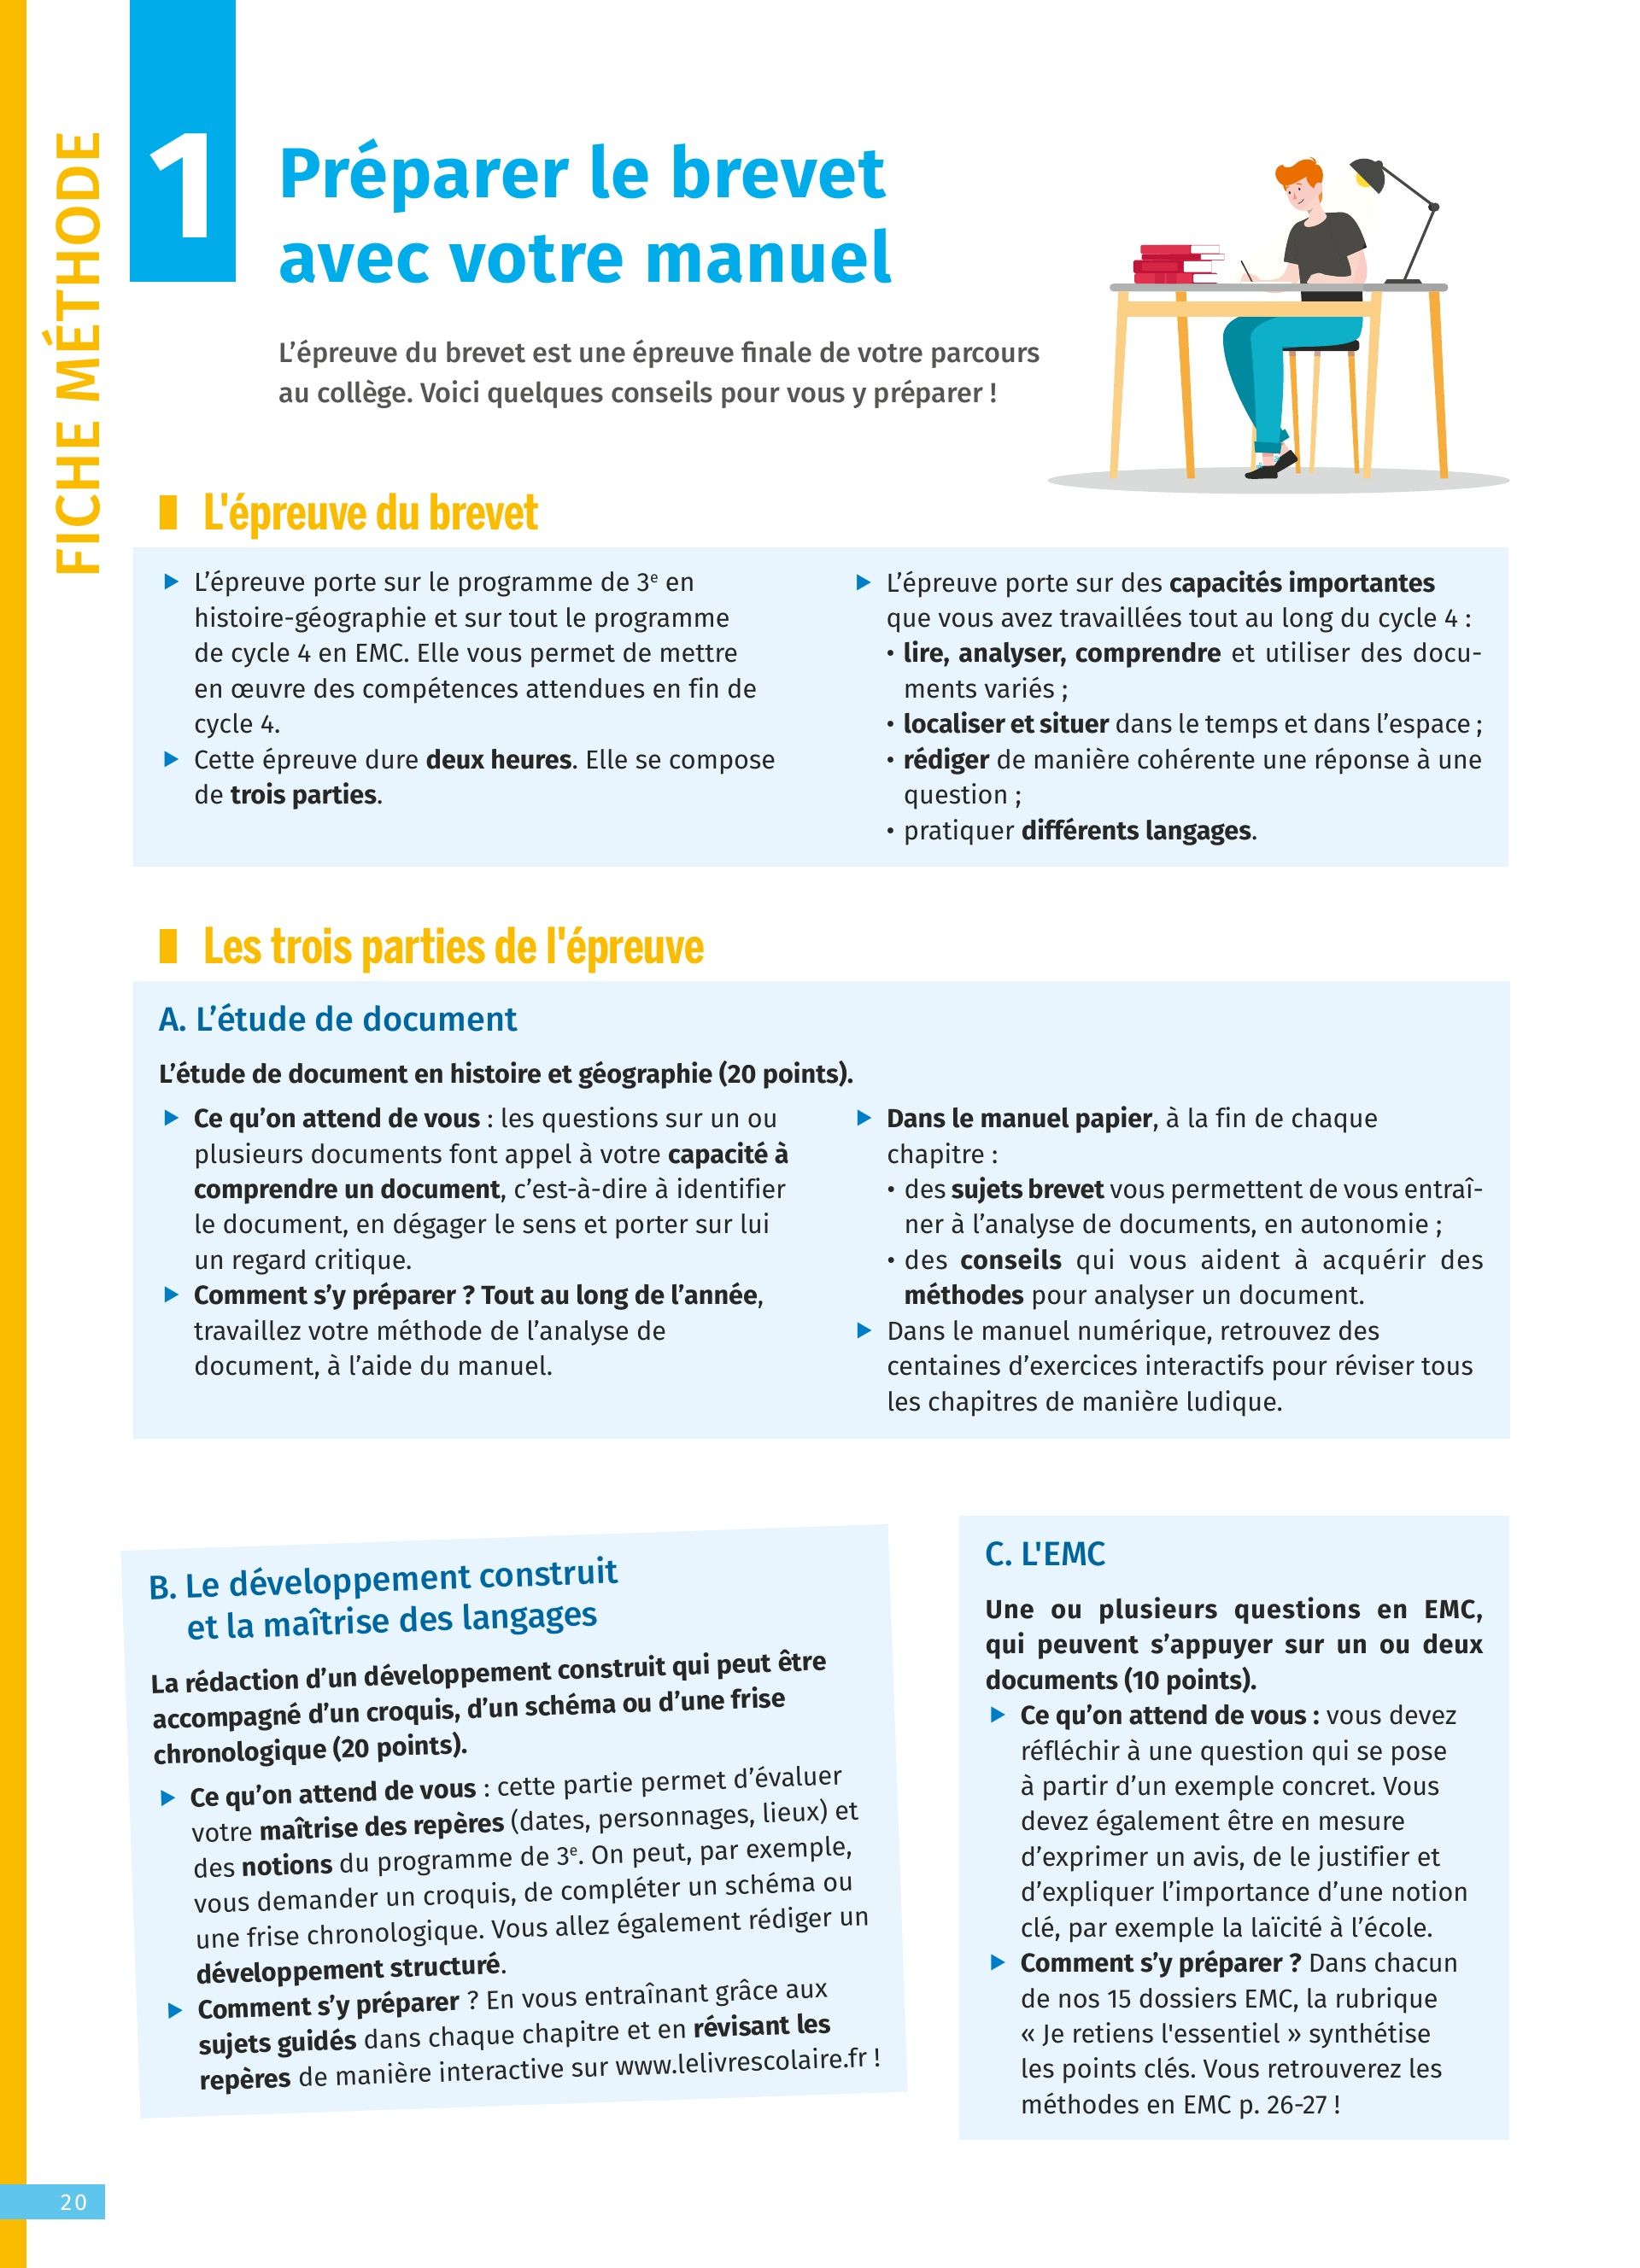 FICHE MÉTHODE
1
Préparer le brevet
avec votre manuel
L’épreuve du brevet est une épreuve finale de votre parcours
au collège. Voici quelques conseils pour vous y préparer !
L'épreuve du brevet
L’épreuve porte sur le programme de 3e en
histoire-géographie et sur tout le programme
de cycle 4 en EMC. Elle vous permet de mettre
en œuvre des compétences attendues en fin de
cycle 4.
Cette épreuve dure deux heures. Elle se compose
de trois parties.
L’épreuve porte sur des capacités importantes
que vous avez travaillées tout au long du cycle 4 :
• lire, analyser, comprendre et utiliser des docu-
ments variés ;
• localiser et situer dans le temps et dans l’espace ;
• rédiger de manière cohérente une réponse à une
question ;
• pratiquer différents langages.
Les trois parties de l'épreuve
A. L’étude de document
L’étude de document en histoire et géographie (20 points).
Ce qu’on attend de vous : les questions sur un ou
plusieurs documents font appel à votre capacité à
comprendre un document, c’est-à-dire à identifier
le document, en dégager le sens et porter sur lui
un regard critique.
Comment s’y préparer ? Tout au long de l’année,
travaillez votre méthode de l’analyse de
document, à l’aide du manuel.
Dans le manuel papier, à la fin de chaque
chapitre :
• des sujets brevet vous permettent de vous entraî-
ner à l’analyse de documents, en autonomie ;
• des conseils qui vous aident à acquérir des
méthodes pour analyser un document.
Dans le manuel numérique, retrouvez des
centaines d’exercices interactifs pour réviser tous
les chapitres de manière ludique.
B. Le développement construit
et la maîtrise des langages
La rédaction d’un développement construit qui peut être
accompagné d’un croquis, d’un schéma ou d’une frise
chronologique (20 points).
Ce qu’on attend de vous : cette partie permet d’évaluer
votre maîtrise des repères (dates, personnages, lieux) et
des notions du programme de 3e. On peut, par exemple,
vous demander un croquis, de compléter un schéma ou
une frise chronologique. Vous allez également rédiger un
développement structuré.
Comment s’y préparer ? En vous entraînant grâce aux
sujets guidés dans chaque chapitre et en révisant les
repères de manière interactive sur www.lelivrescolaire.fr !
C. L'EMC
Une ou plusieurs questions en EMC,
qui peuvent s’appuyer sur un ou deux
documents (10 points).
Ce qu’on attend de vous : vous devez
réfléchir à une question qui se pose
à partir d’un exemple concret. Vous
devez également être en mesure
d’exprimer un avis, de le justifier et
d’expliquer l’importance d’une notion
clé, par exemple la laïcité à l’école.
Comment s’y préparer ? Dans chacun
de nos 15 dossiers EMC, la rubrique
« Je retiens l'essentiel » synthétise
les points clés. Vous retrouverez les
méthodes en EMC p. 26-27 !
20